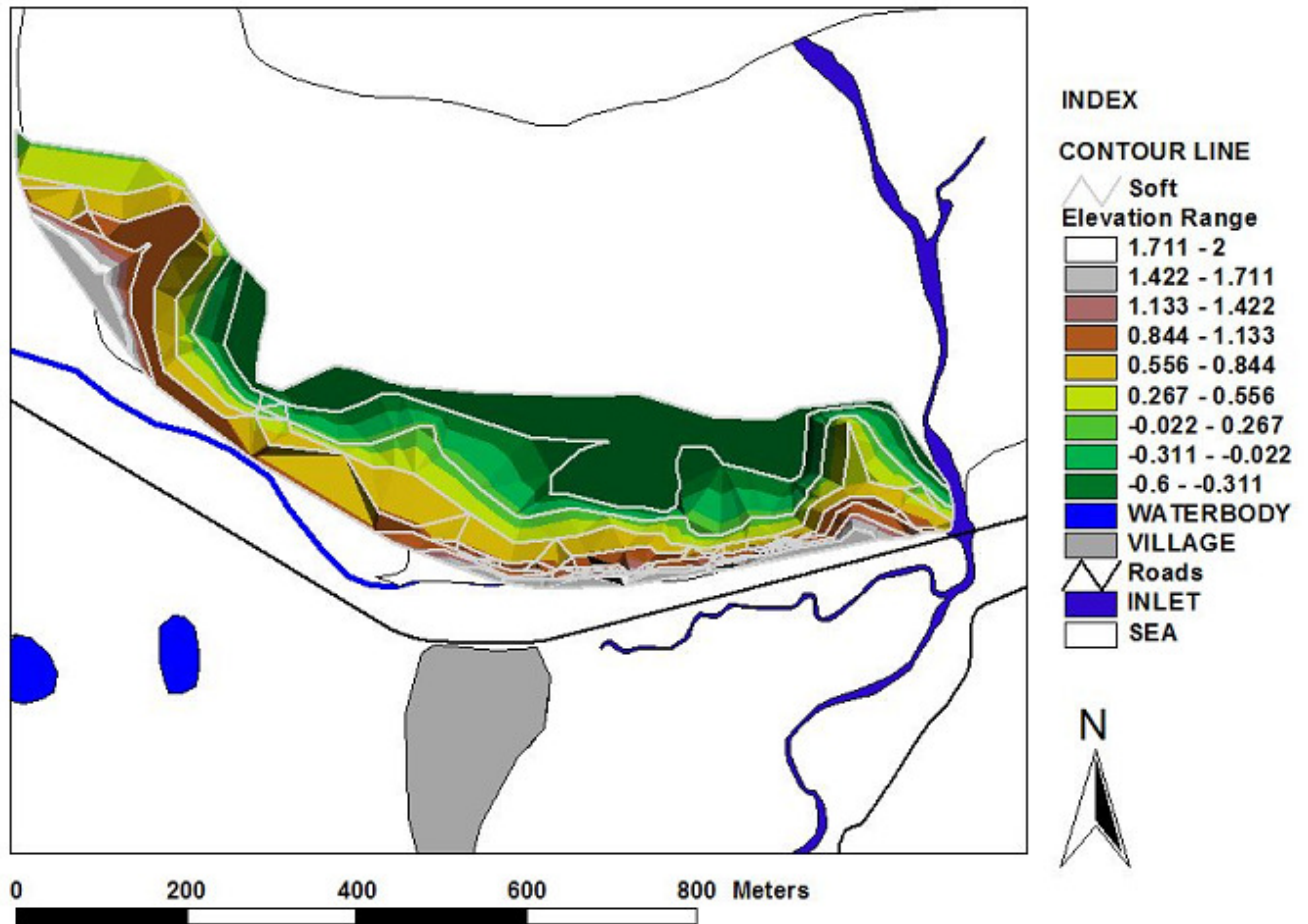 INDEX
CONTOUR LINE
Soft
Elevation Range
1.711 - 2
1.422 - 1.711
1.133 - 1.422
0.844 - 1.133
0.556 - 0.844
0.267 - 0.556
-0.022 - 0.267
-0.311 - -0.022
-0.6 - -0.311
WATERBODY
VILLAGE
Roads
INLET
SEA
N
0 200 400 600 800 Meters